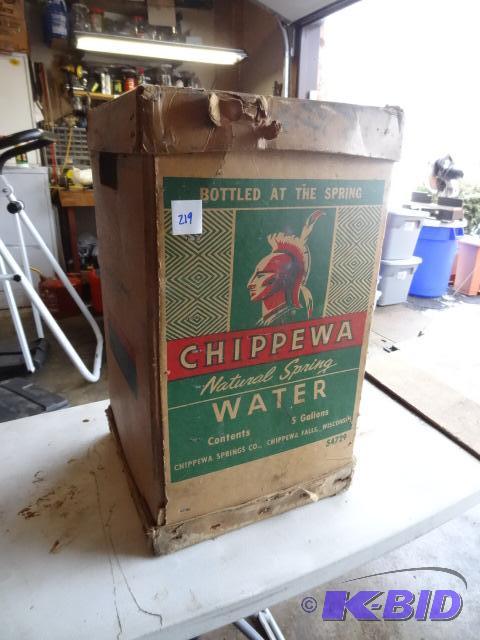 BOTTLED AT THE SPRING
219
CHIPPEWA
Natural Spring
WATER
Contents 5 Gallons
CHIPPEWA SPRINGS CO., CHIPPEWA FALLS, WISCONSIN
54729
© K-BID